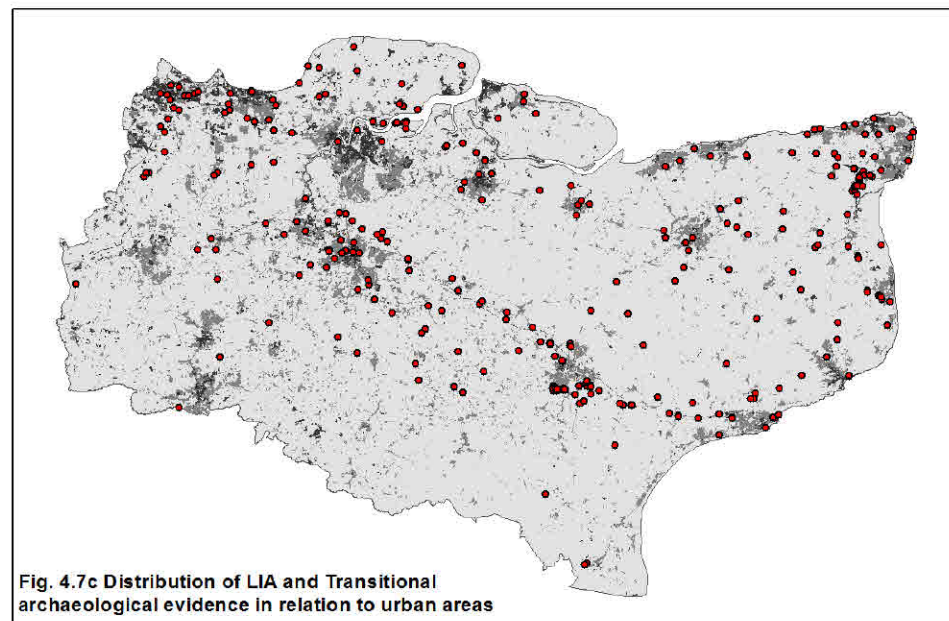 Fig. 4.7c Distribution of LIA and Transitional
archaeological evidence in relation to urban areas